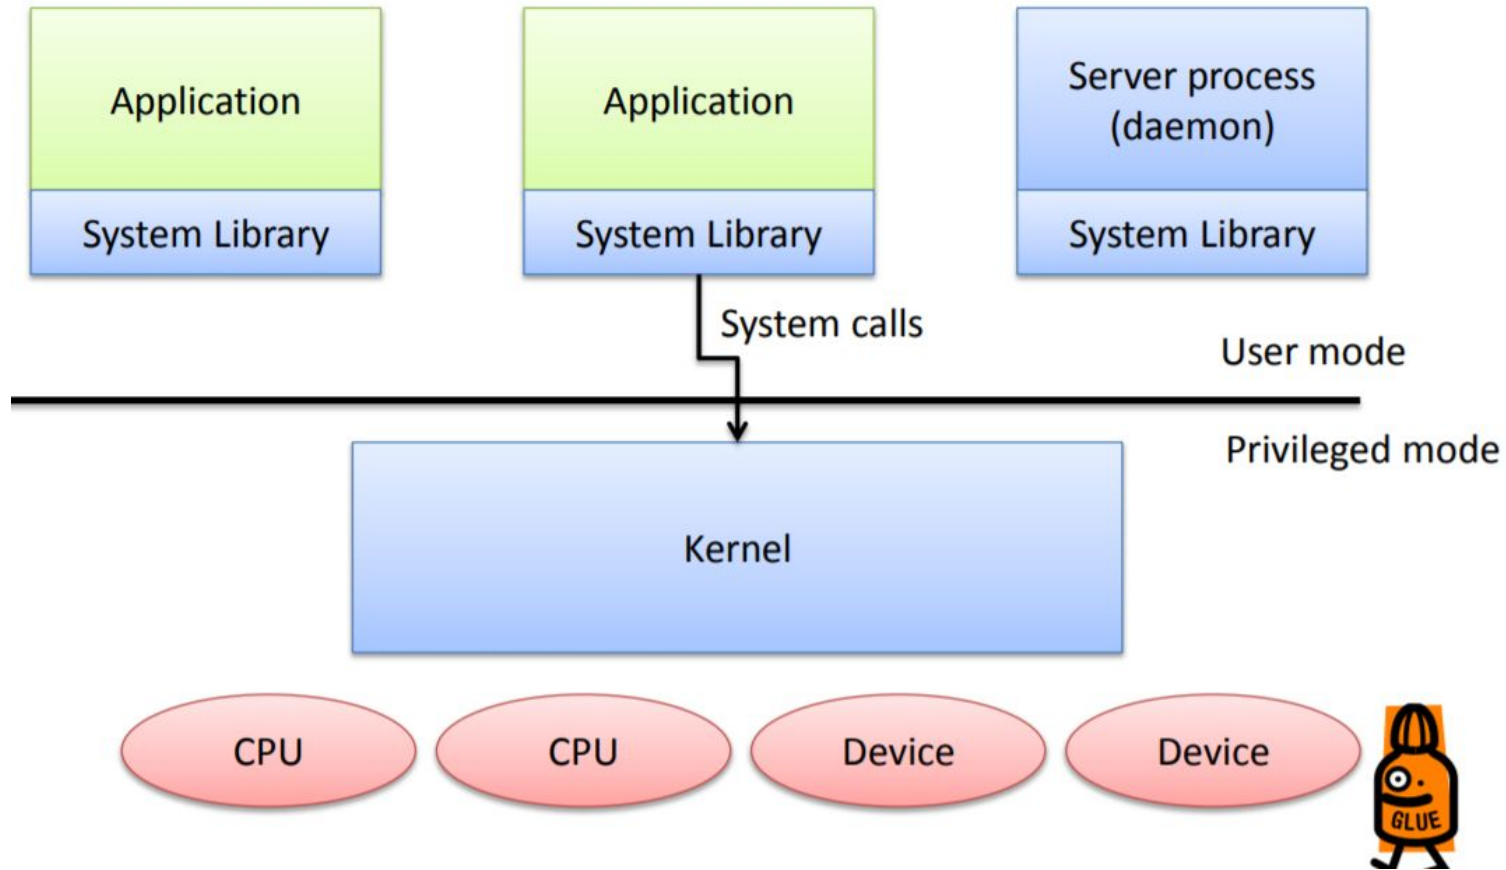 Application
Application
Server process
(daemon)
System Library
System Library
System Library
System calls
User mode
Privileged mode
Kernel
CPU
CPU
Device
Device
GLUE